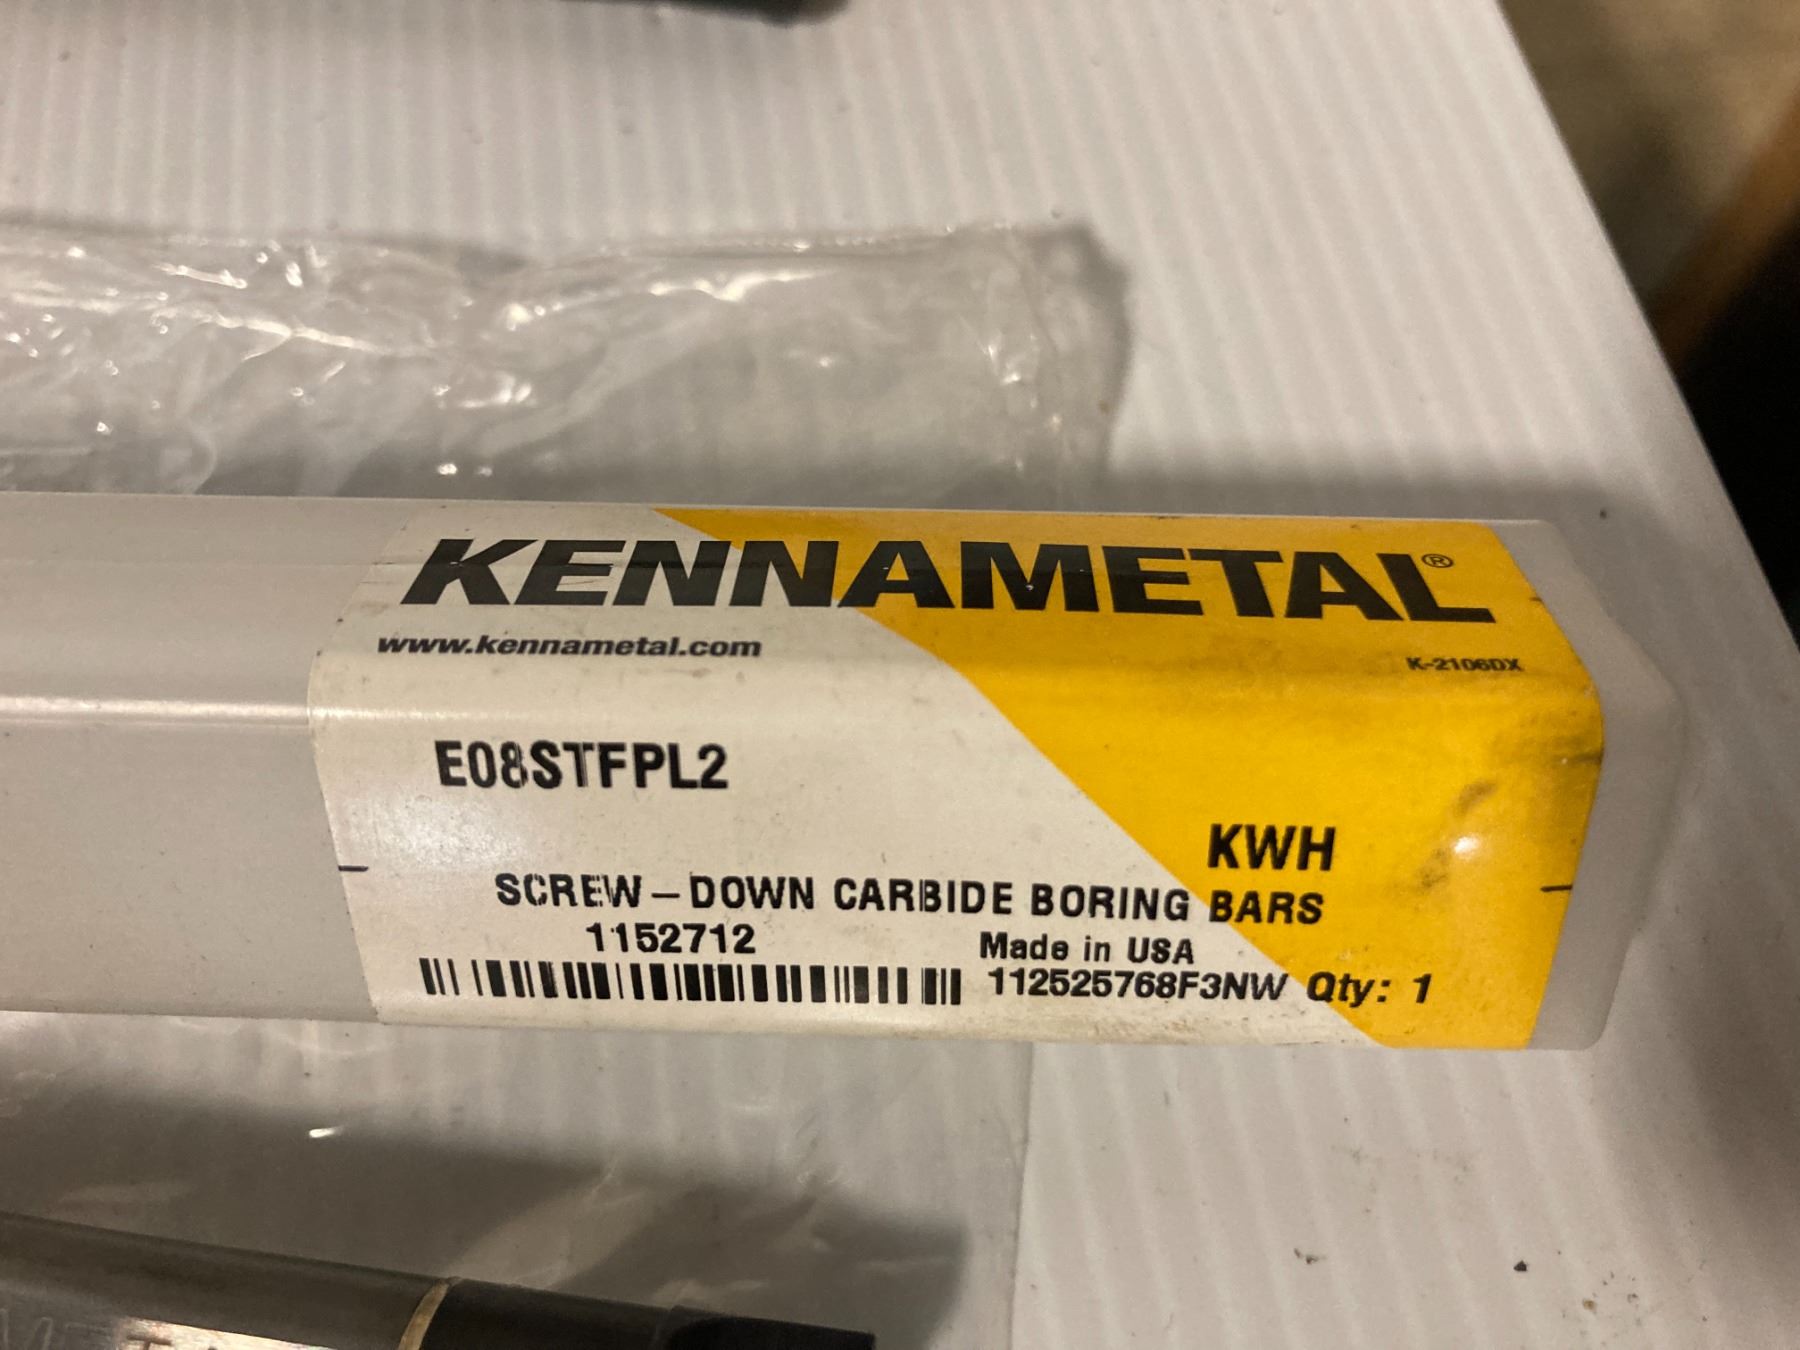 KENNAMETAL®
www.kennametal.com
K-2106DX
E08STFPL2
KWH
SCREW-DOWN CARBIDE BORING BARS
1152712
Made in USA
112525768F3NW Qty: 1